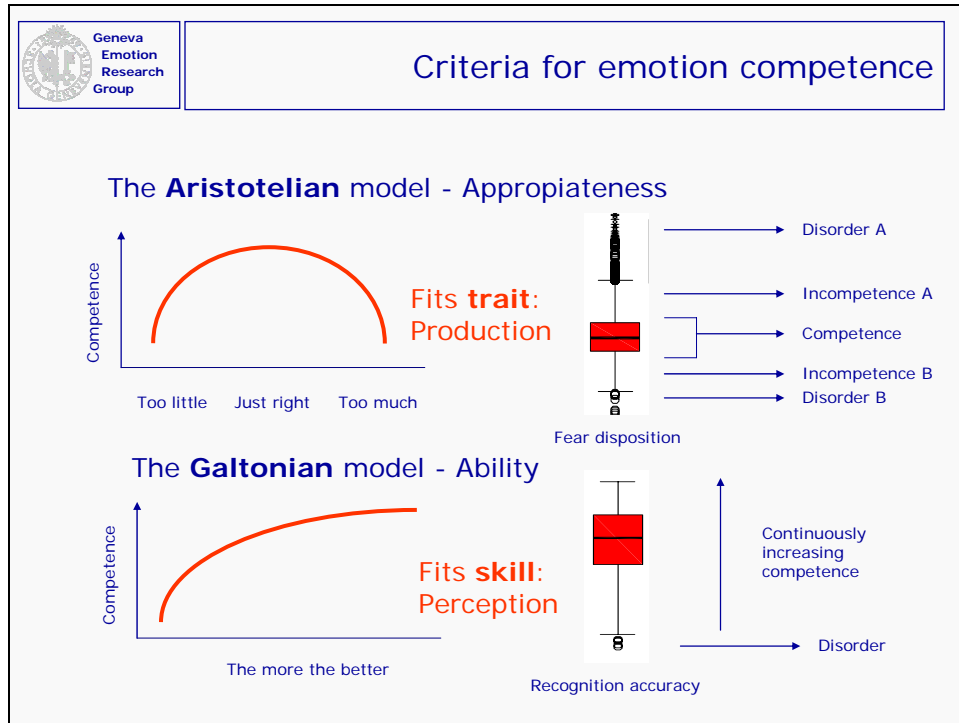 Geneva
Emotion
Research
Group
Criteria for emotion competence
The Aristotelian model - Appropiateness
Competence
Too little Just right Too much
Fits trait:
Production
Disorder A
Incompetence A
Competence
Incompetence B
Disorder B
Fear disposition
The Galtonian model - Ability
Competence
The more the better
Fits skill:
Perception
Continuously
increasing
competence
Disorder
Recognition accuracy